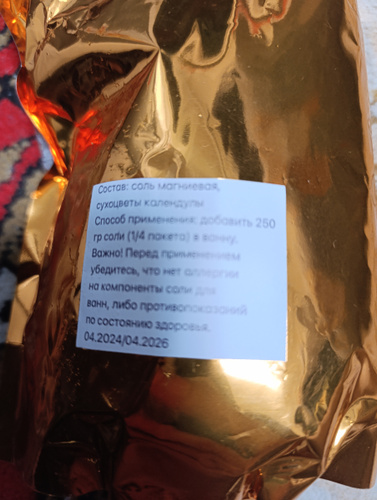 Состав: соль магниевая,
сухоцветы календулы
Способ применения: добавить 250
гр соли (1/4 пакета) в ванну.
Важно! Перед применением
убедитесь, что нет аллергии
на компоненты соли для
ванн, либо противопоказаний
по состоянию здоровья.
04.2024/04.2026